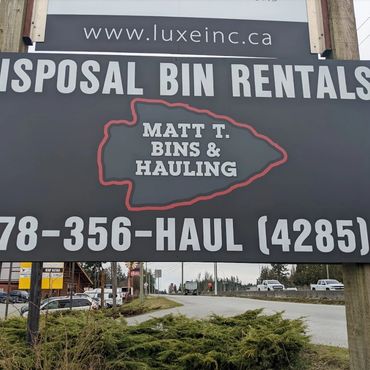 www.luxeinc.ca
ISPOSAL BIN RENTALS
MATT T.
BINS &
HAULING
78-356-HAUL (4285)